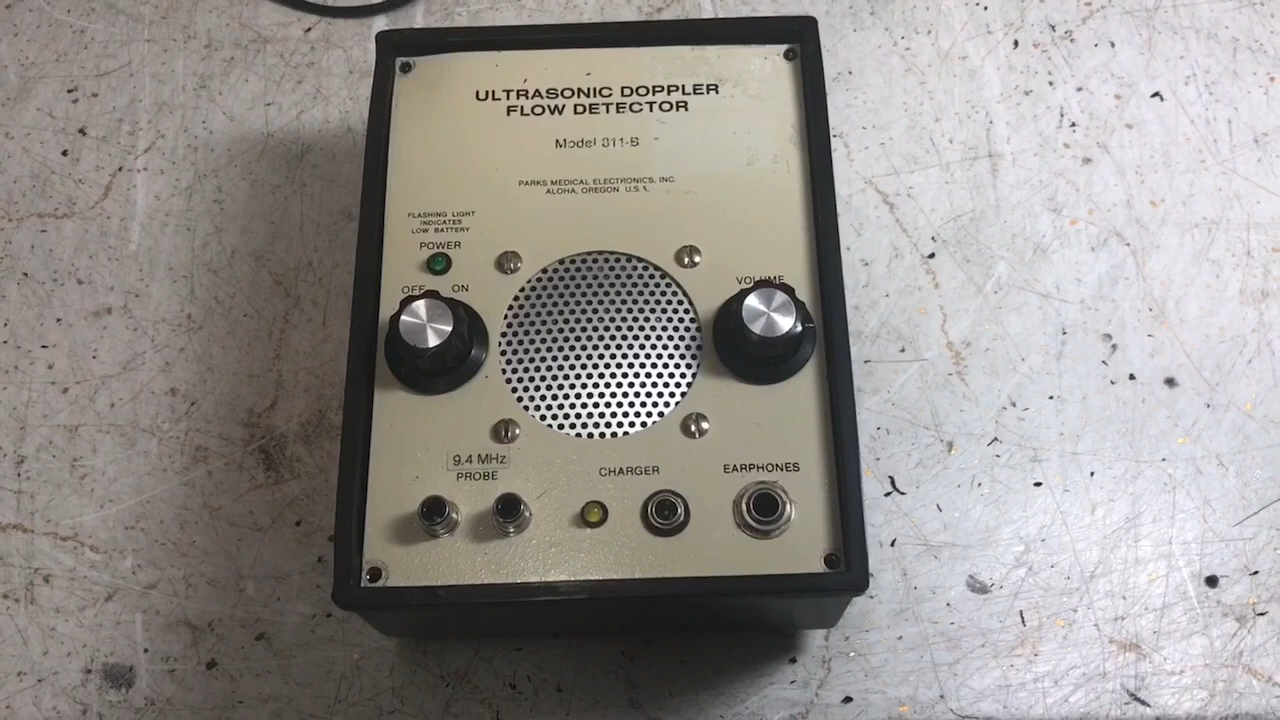 ULTRASONIC DOPPLER
FLOW DETECTOR
Model 811-B
PARKS MEDICAL ELECTRONICS, INC.
ALOHA, OREGON U.S.A.
FLASHING LIGHT
INDICATES
LOW BATTERY
POWER
OFF ON
VOLUME
9.4 MHz
PROBE
CHARGER
EARPHONES